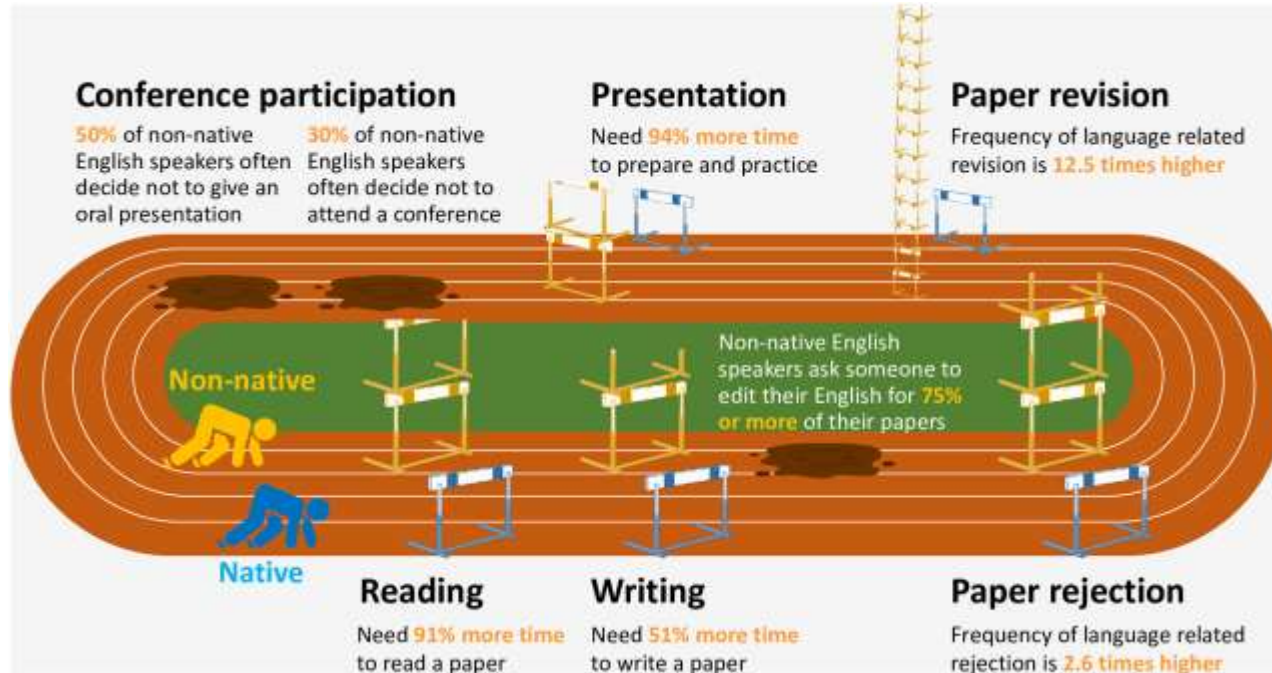 Conference participation
50% of non-native
English speakers often
decide not to give an
oral presentation
30% of non-native
English speakers
often decide not to
attend a conference
Presentation
Need 94% more time
to prepare and practice
Paper revision
Frequency of language related
revision is 12.5 times higher
Non-native
Non-native English
speakers ask someone to
edit their English for 75%
or more of their papers
Native
Reading
Need 91% more time
to read a paper
Writing
Need 51% more time
to write a paper
Paper rejection
Frequency of language related
rejection is 2.6 times higher